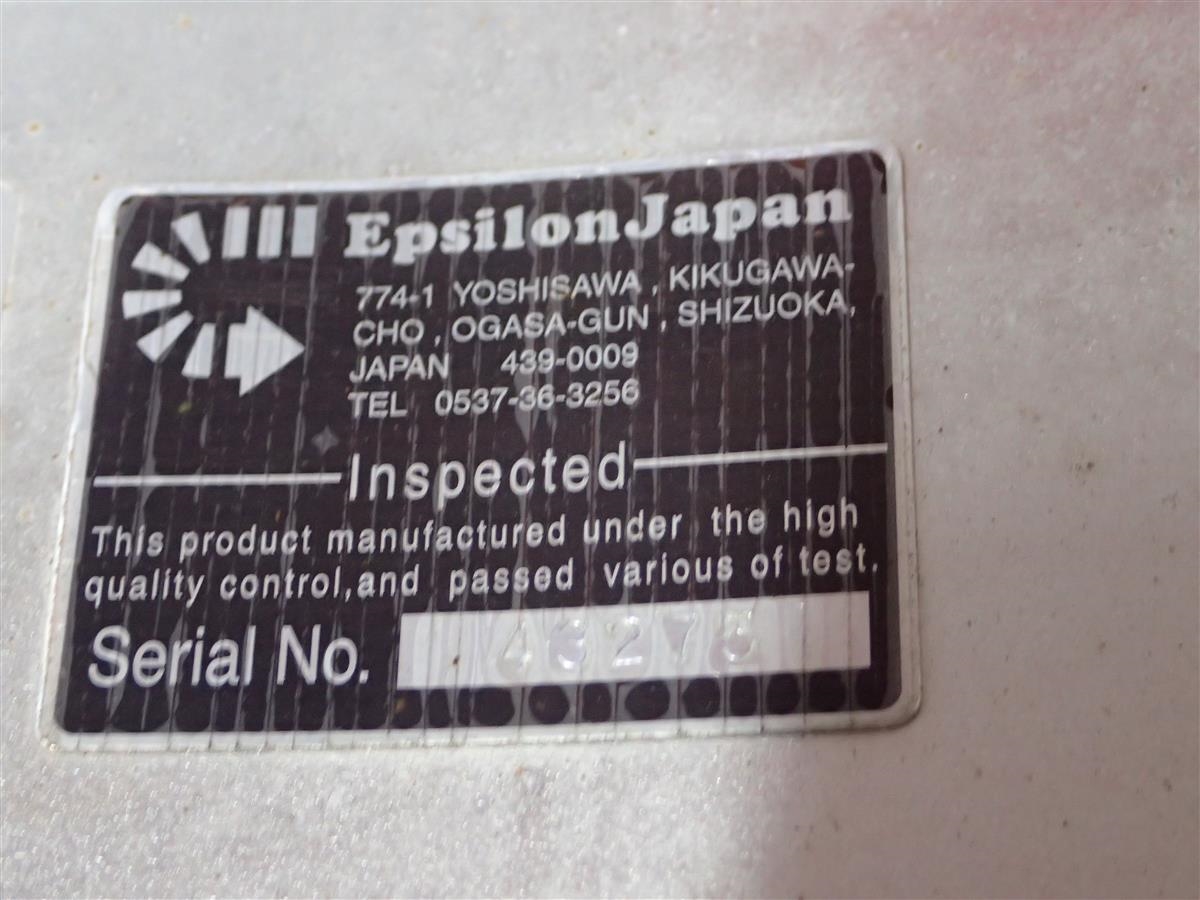 EpsilonJapan
774-1 YOSHISAWA , KIKUGAWA-
CHO , OGASA-GUN , SHIZUOKA,
JAPAN 439-0009
TEL 0537-36-3256
Inspected
This product manufactured under the high
quality control,and passed various of test.
Serial No.